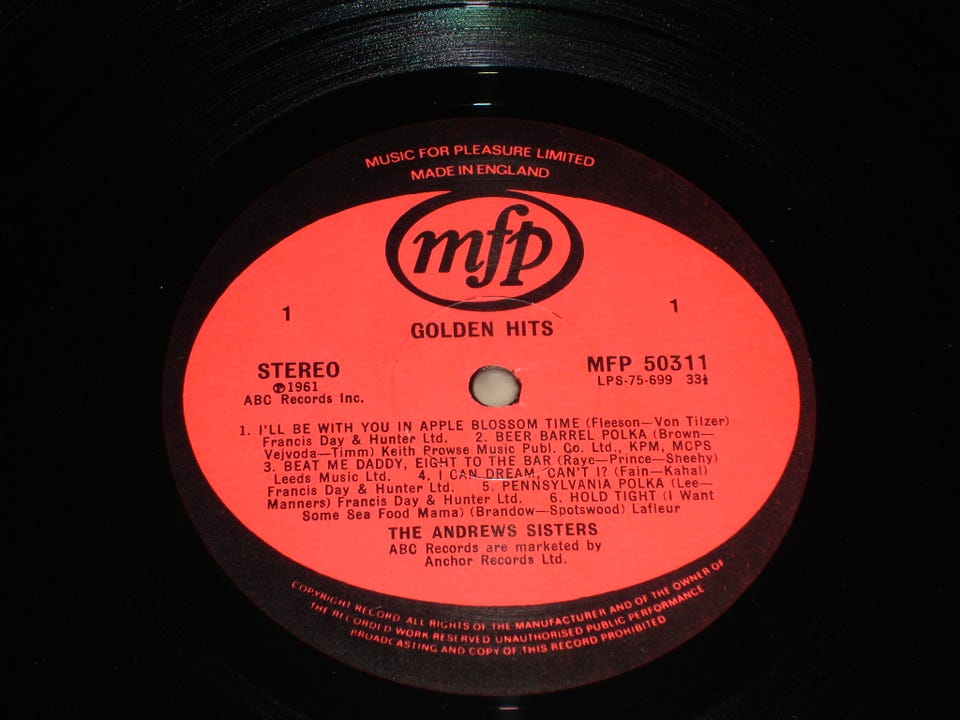 MUSIC FOR PLEASURE LIMITED
MADE IN ENGLAND
mfp
1
1
GOLDEN HITS
STEREO
MFP 50311
℗1961
LPS-75-699 33⅓
ABC Records Inc.
1. I'LL BE WITH YOU IN APPLE BLOSSOM TIME (Fleeson—Von Tilzer)
Francis Day & Hunter Ltd. 2. BEER BARREL POLKA (Brown—
Vejvoda—Timm) Keith Prowse Music Publ. Co. Ltd., KPM, MCPS
3. BEAT ME DADDY, EIGHT TO THE BAR (Raye—Prince—Sheehy)
Leeds Music Ltd. 4. I CAN DREAM, CAN'T I? (Fain—Kahal)
Francis Day & Hunter Ltd. 5. PENNSYLVANIA POLKA (Lee—
Manners) Francis Day & Hunter Ltd. 6. HOLD TIGHT (I Want
Some Sea Food Mama) (Brandow—Spotswood) Lafleur
THE ANDREWS SISTERS
ABC Records are marketed by
Anchor Records Ltd.
COPYRIGHT RECORD. ALL RIGHTS OF THE MANUFACTURER AND OF THE OWNER OF
THE RECORDED WORK RESERVED UNAUTHORISED PUBLIC PERFORMANCE
BROADCASTING AND COPY OF THIS RECORD PROHIBITED